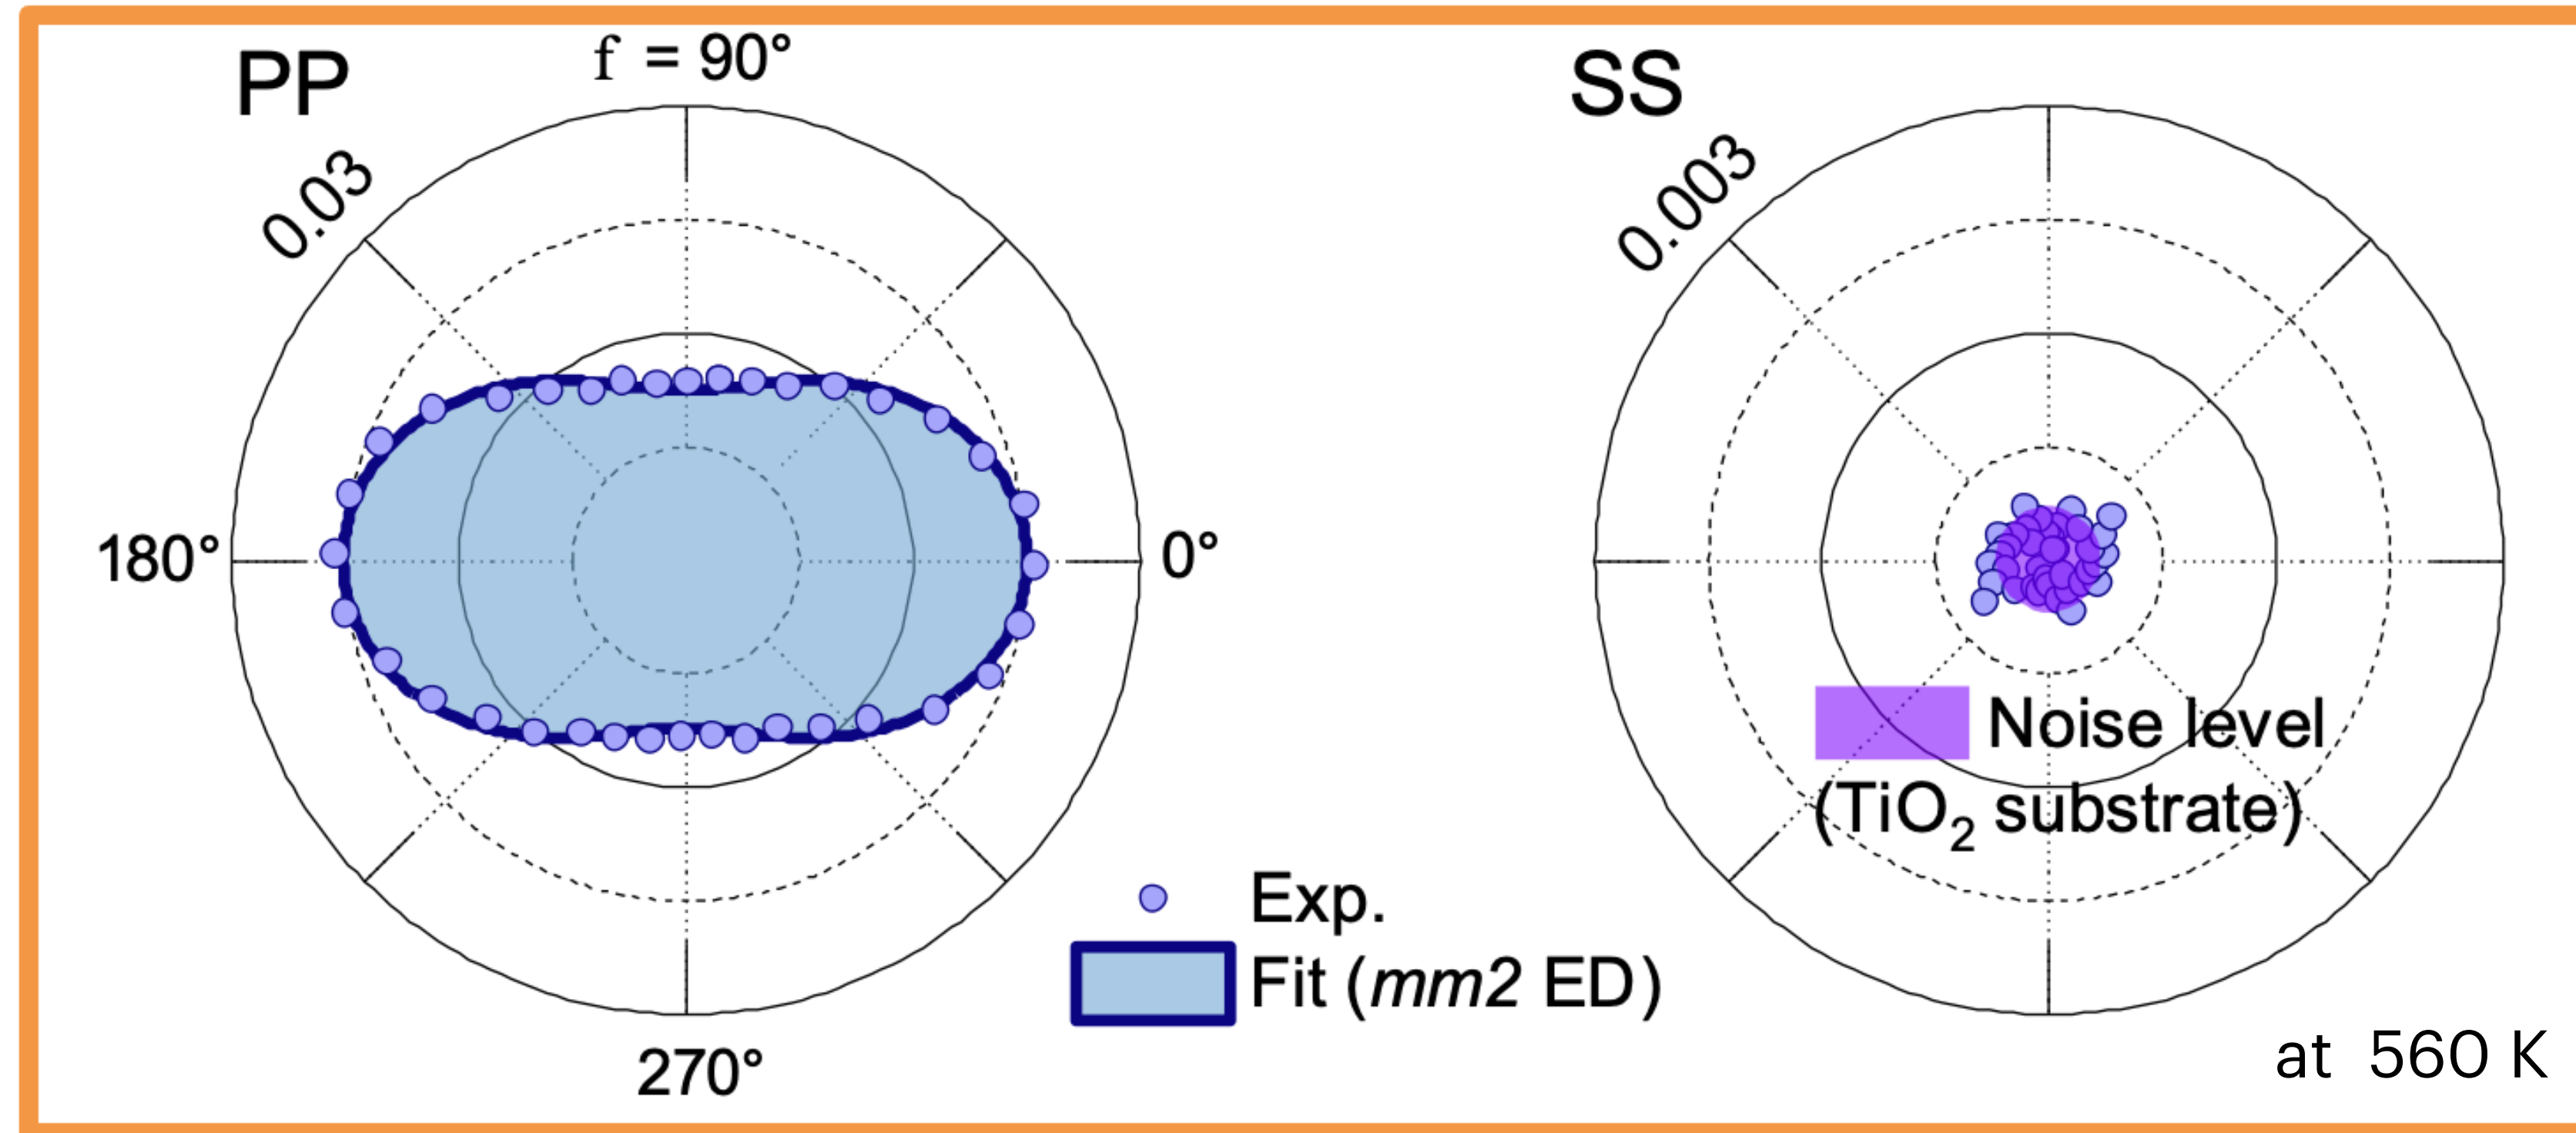 PP
f = 90°
0.03
180°
0°
270°
SS
0.003
Noise level
(TiO2 substrate)
Exp.
Fit (mm2 ED)
at 560 K